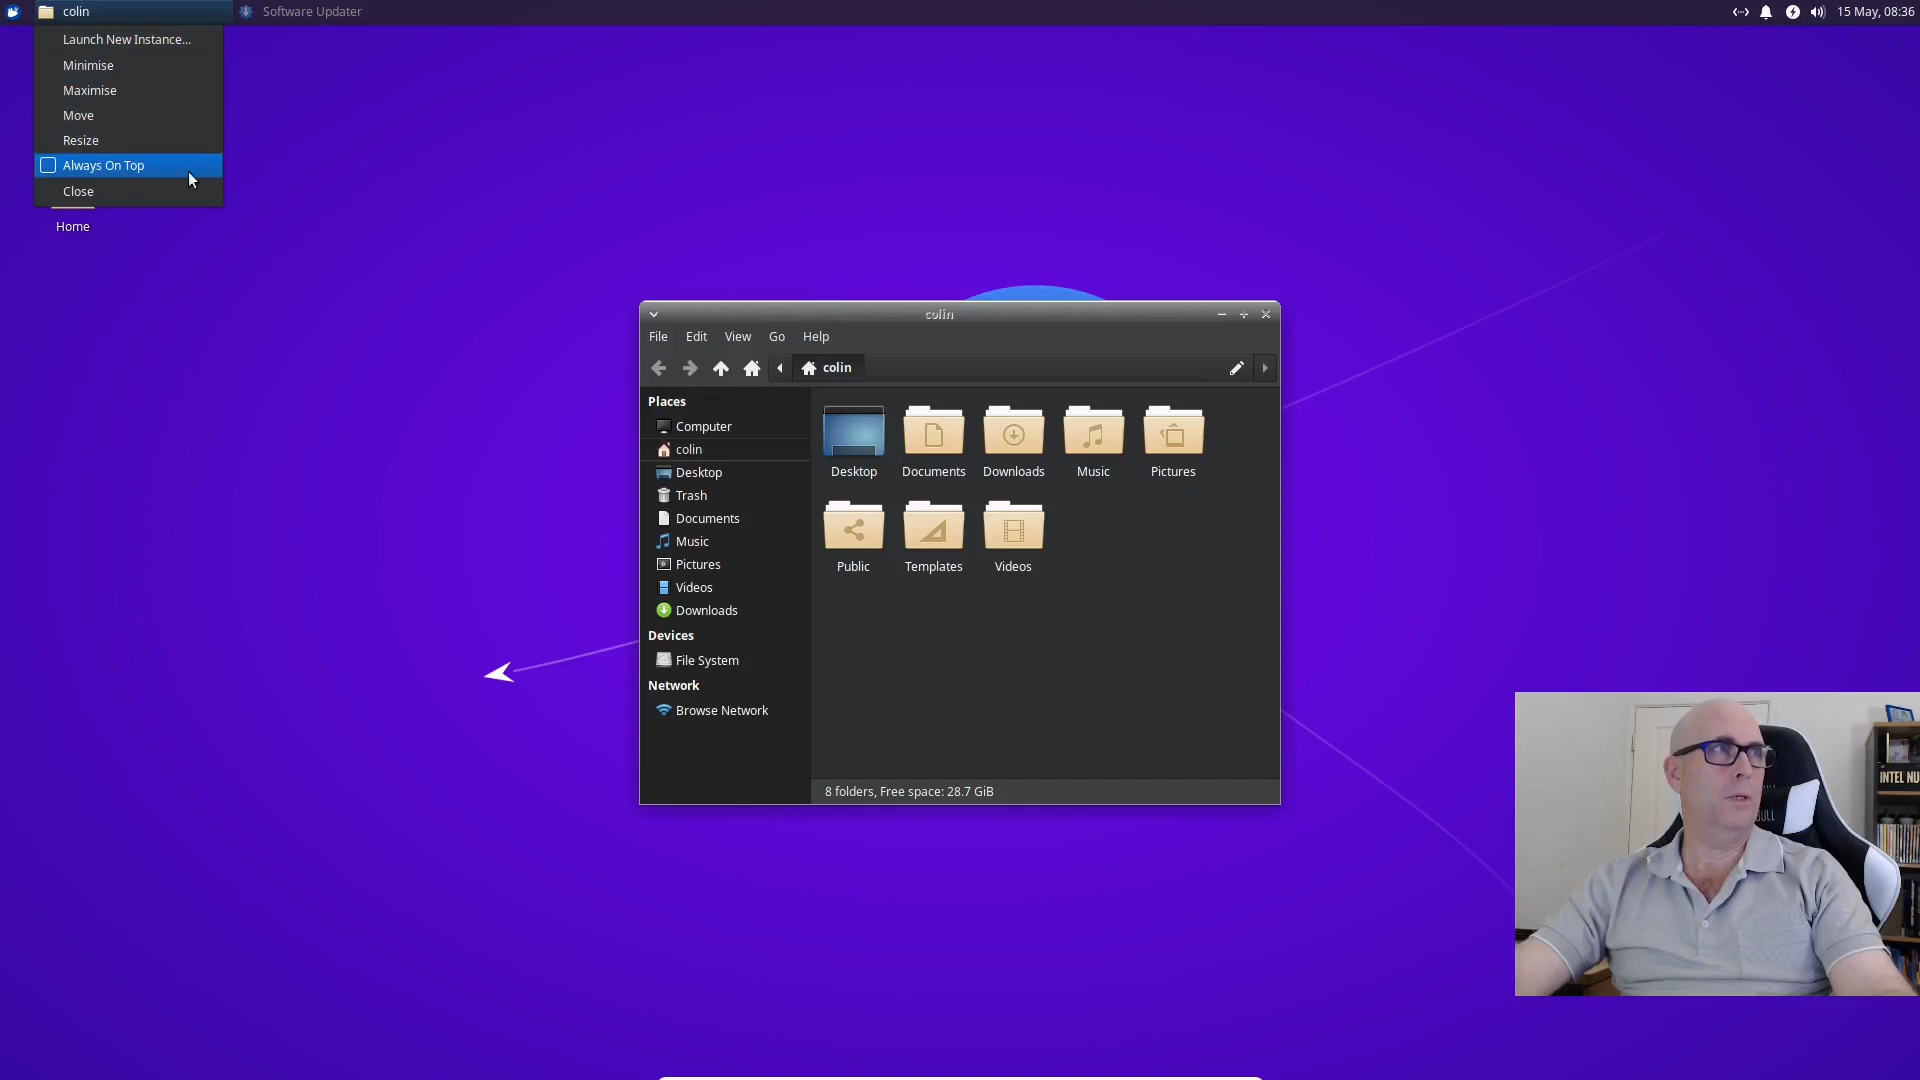 colin
Software Updater
15 May, 08:36
Launch New Instance...
Minimise
Maximise
Move
Resize
Always On Top
Close
Home
colin
File Edit View Go Help
colin
Places
Computer
colin
Desktop
Trash
Documents
Music
Pictures
Videos
Downloads
Devices
File System
Network
Browse Network
Desktop Documents Downloads Music Pictures
Public Templates Videos
8 folders, Free space: 28.7 GiB
INTEL NU